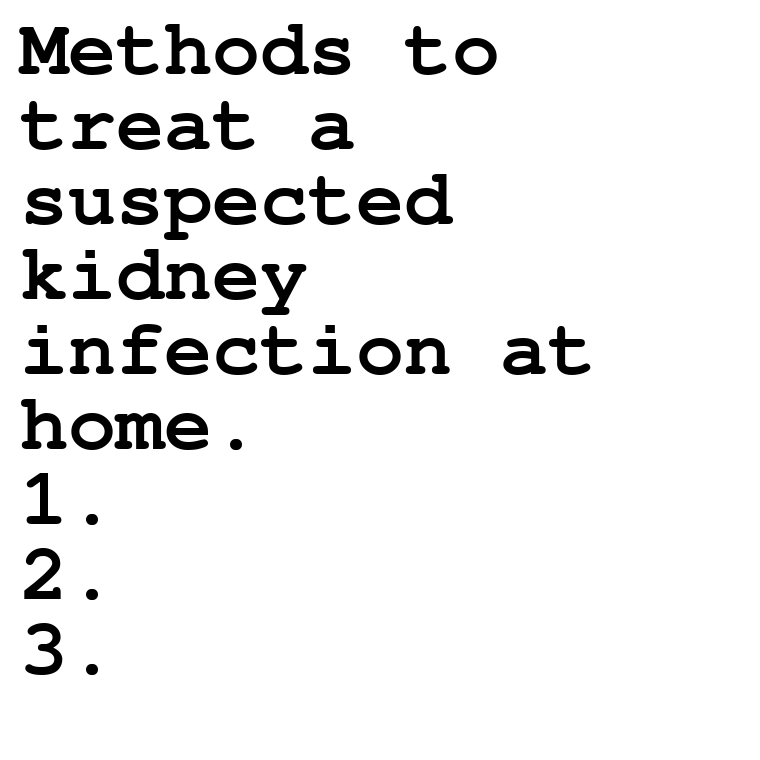 Methods to
treat a
suspected
kidney
infection at
home.
1.
2.
3.